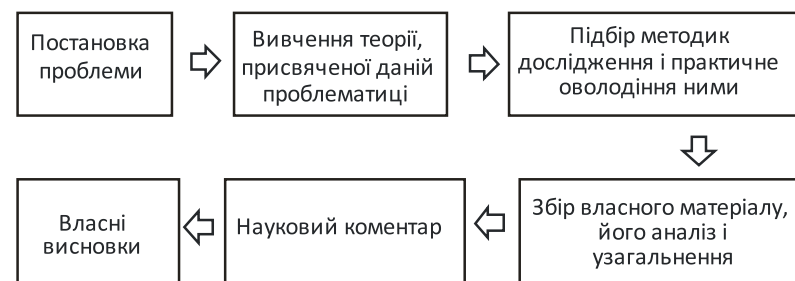 Постановка
проблеми
Вивчення теорії,
присвяченої даній
проблематиці
Підбір методик
дослідження і практичне
оволодіння ними
Збір власного матеріалу,
його аналіз і
узагальнення
Науковий коментар
Власні
висновки